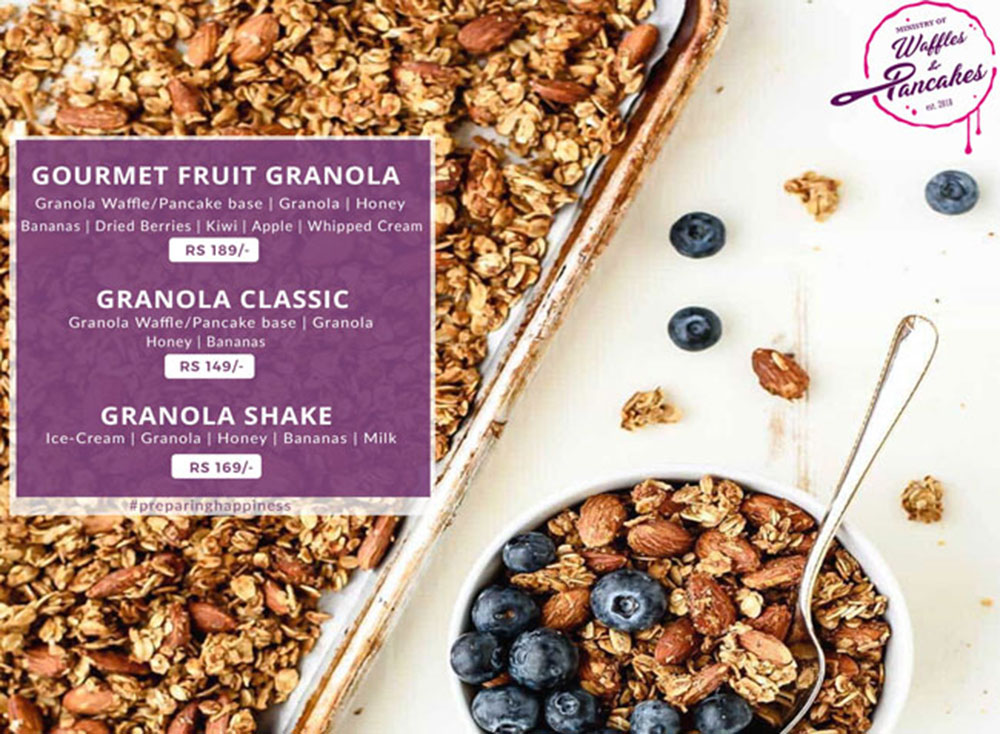 MINISTRY OF
Waffles
&
Pancakes
est. 2018
GOURMET FRUIT GRANOLA
Granola Waffle/Pancake base | Granola | Honey
Bananas | Dried Berries | Kiwi | Apple | Whipped Cream
RS 189/-
GRANOLA CLASSIC
Granola Waffle/Pancake base | Granola
Honey | Bananas
RS 149/-
GRANOLA SHAKE
Ice-Cream | Granola | Honey | Bananas | Milk
RS 169/-
#preparinghappiness